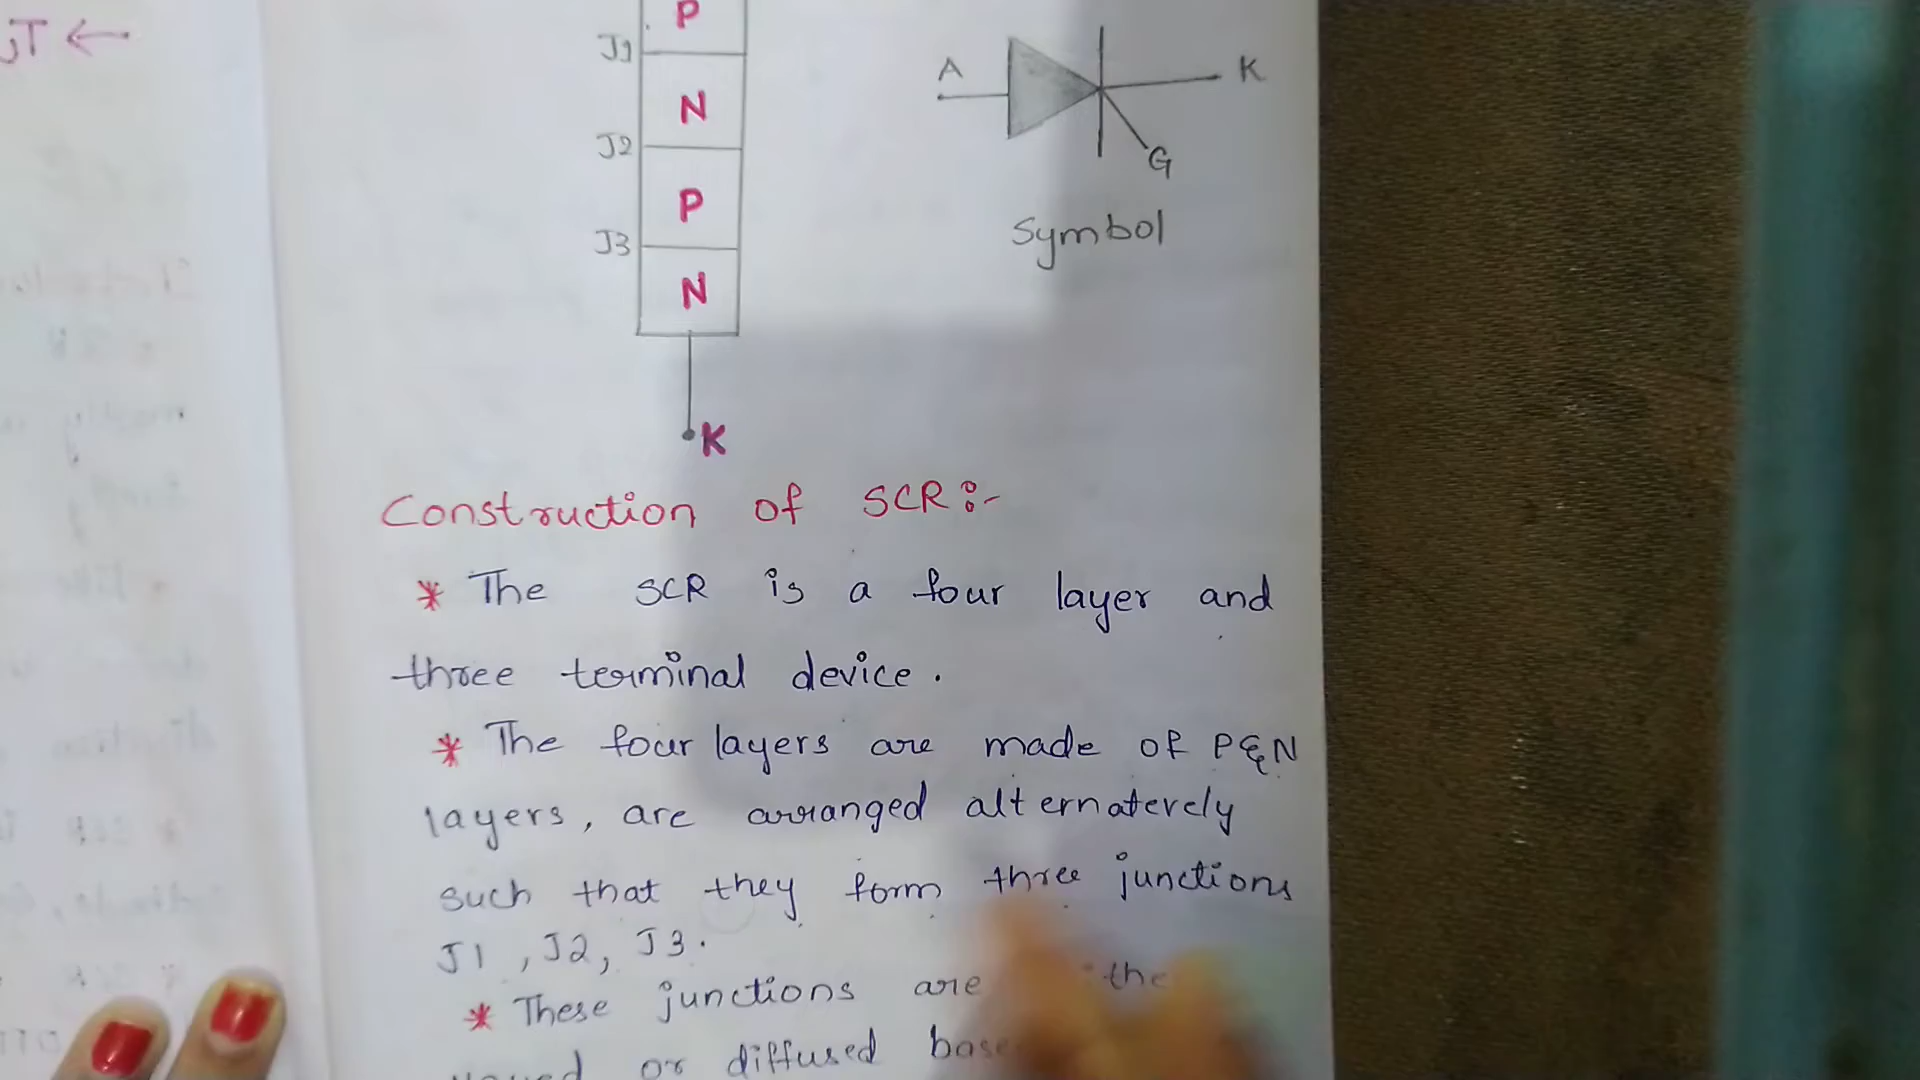 JT ←
P
J1
N
J2
P
J3
N
K
A
K
G
Symbol
Construction of SCR:-
* The SCR is a four layer and
three terminal device.
* The four layers are made of P&N
layers, are arranged alternaterly
such that they form three junctions
J1, J2, J3.
* These junctions are the
or diffused